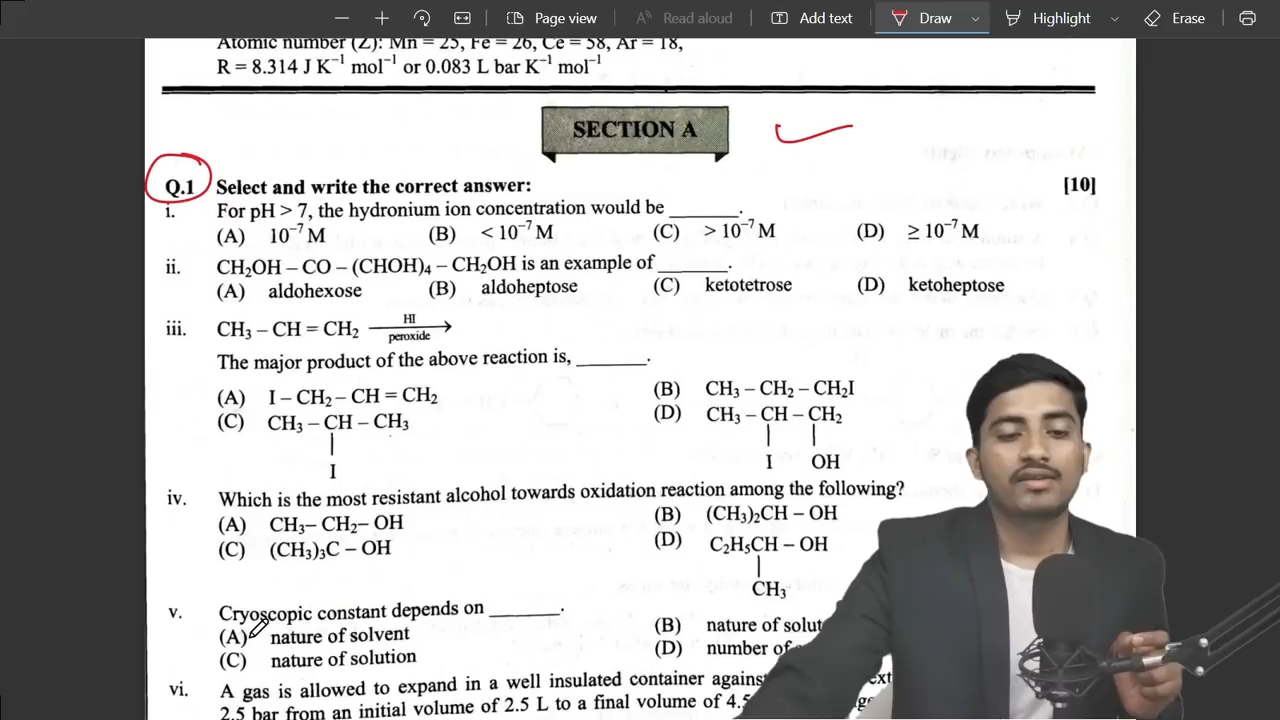 Page view Read aloud Add text Draw Highlight Erase
Atomic number (Z): Mn = 25, Fe = 26, Ce = 58, Ar = 18,
R = 8.314 J K⁻¹ mol⁻¹ or 0.083 L bar K⁻¹ mol⁻¹
SECTION A
Q.1 Select and write the correct answer: [10]
i. For pH > 7, the hydronium ion concentration would be ______.
(A) 10⁻⁷ M (B) < 10⁻⁷ M (C) > 10⁻⁷ M (D) ≥ 10⁻⁷ M
ii. CH₂OH – CO – (CHOH)₄ – CH₂OH is an example of ______.
(A) aldohexose (B) aldoheptose (C) ketotetrose (D) ketoheptose
iii. CH₃ – CH = CH₂ HI
peroxide
The major product of the above reaction is, ______.
(A) I – CH₂ – CH = CH₂ (B) CH₃ – CH₂ – CH₂I
(C) CH₃ – CH – CH₃ (D) CH₃ – CH – CH₂
I I OH
iv. Which is the most resistant alcohol towards oxidation reaction among the following?
(A) CH₃– CH₂– OH (B) (CH₃)₂CH – OH
(C) (CH₃)₃C – OH (D) C₂H₅CH – OH
CH₃
v. Cryoscopic constant depends on ______.
(A) nature of solvent (B) nature of solut
(C) nature of solution (D) number of
vi. A gas is allowed to expand in a well insulated container against ext
2.5 bar from an initial volume of 2.5 L to a final volume of 4.5